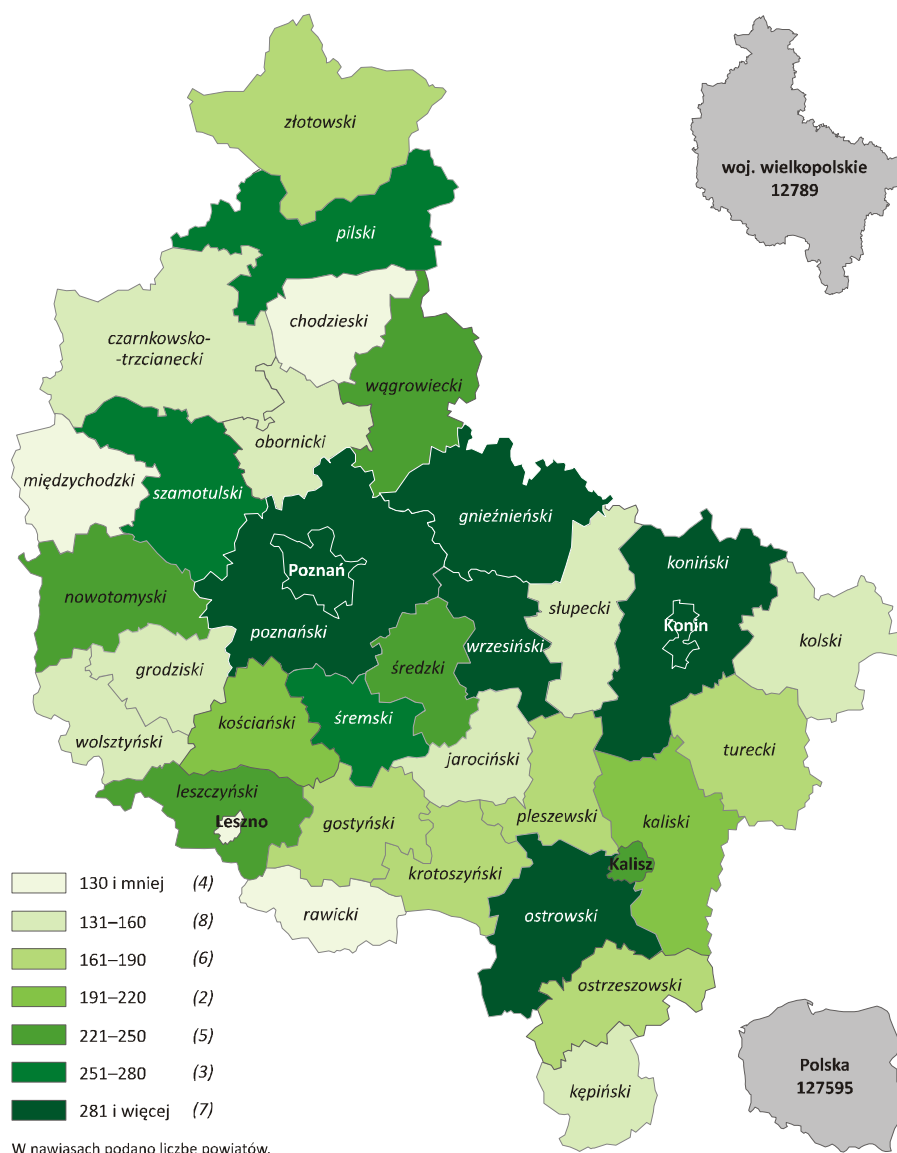 złotowski
woj. wielkopolskie
12789
pilski
chodzieski
czarnkowsko-
-trzcianecki
wągrowiecki
obornicki
międzychodzki
szamotulski
gnieźnieński
koniński
Poznań
nowotomyski
słupecki
Konin
poznański
wrzesiński
kolski
grodziski
średzki
kościański
śremski
wolsztyński
turecki
jarociński
leszczyński
Leszno
gostyński
pleszewski
kaliski
Kalisz
krotoszyński
rawicki
ostrowski
ostrzeszowski
kępiński
130 i mniej (4)
131–160 (8)
161–190 (6)
191–220 (2)
221–250 (5)
251–280 (3)
281 i więcej (7)
Polska
127595
W nawiasach podano liczbę powiatów.